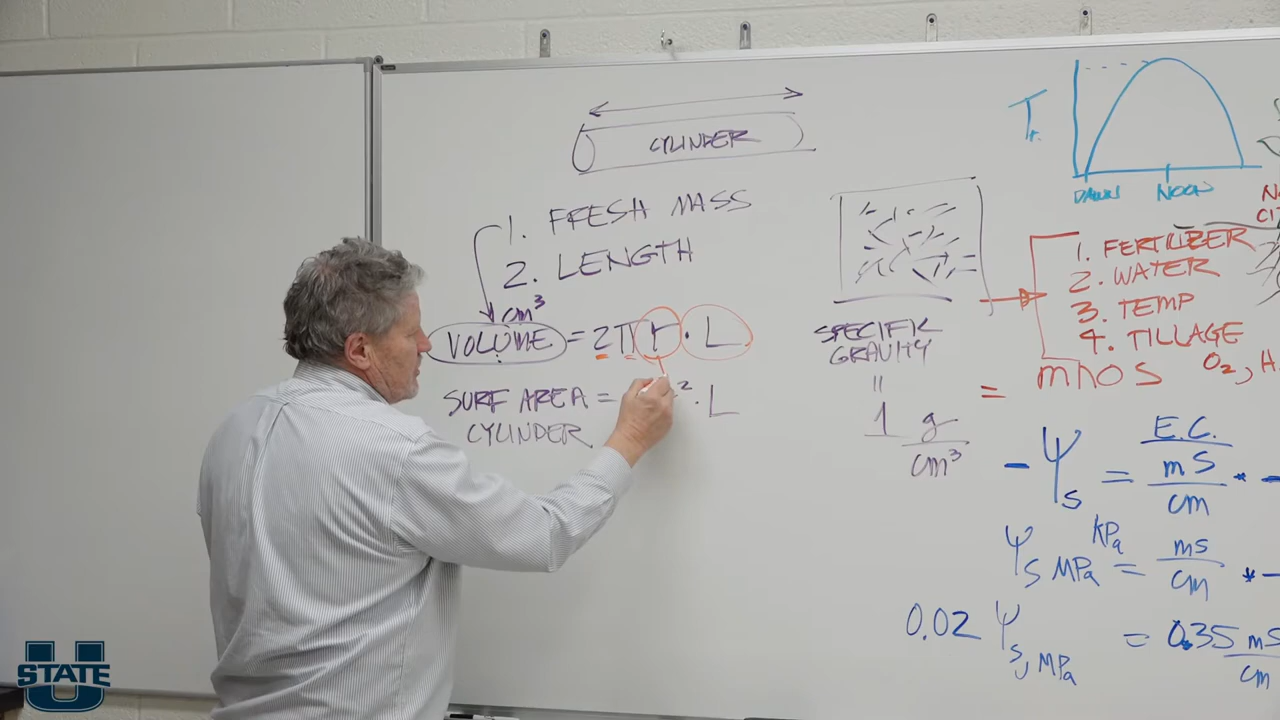 CYLINDER
1. FRESH MASS
2. LENGTH
cm³
VOLUME = 2πr · L
SURF AREA = ² · L
CYLINDER
SPECIFIC
GRAVITY
=
1 g
cm³
Tr
DAWN NOON
1. FERTILIZER
2. WATER
3. TEMP
4. TILLAGE
O₂, H
=
E.C.
-Ψs = mS/cm * -
kPa
Ψs MPa = ms/cm * -
0.02 Ψs, MPa = 0.35 ms/cm
U
STATE